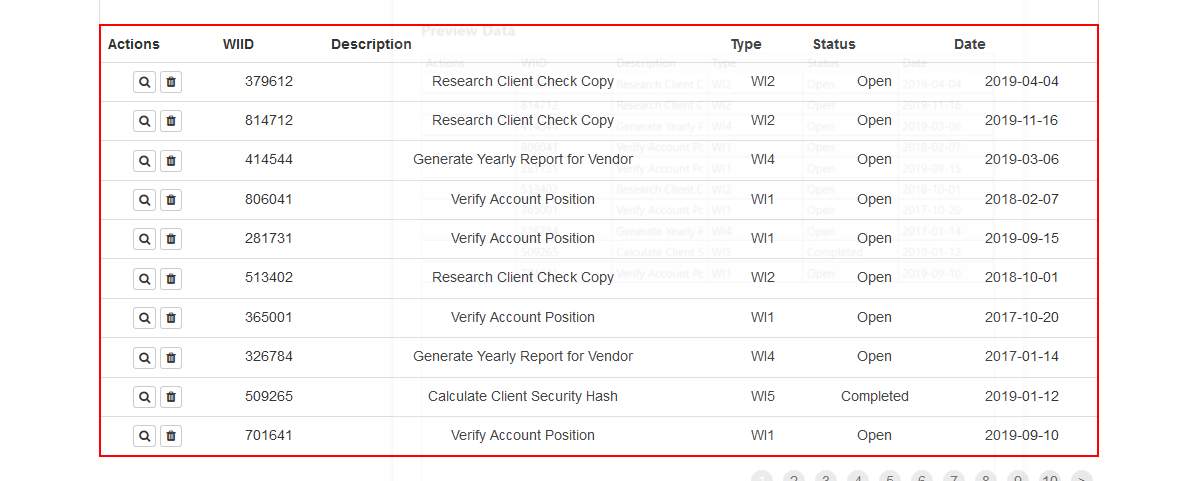 Preview Data
Actions WIID Description Type Status Date
379612 Research Client Check Copy WI2 Open 2019-04-04
814712 Research Client Check Copy WI2 Open 2019-11-16
414544 Generate Yearly Report for Vendor WI4 Open 2019-03-06
806041 Verify Account Position WI1 Open 2018-02-07
281731 Verify Account Position WI1 Open 2019-09-15
513402 Research Client Check Copy WI2 Open 2018-10-01
365001 Verify Account Position WI1 Open 2017-10-20
326784 Generate Yearly Report for Vendor WI4 Open 2017-01-14
509265 Calculate Client Security Hash WI5 Completed 2019-01-12
701641 Verify Account Position WI1 Open 2019-09-10
1 2 3 4 5 6 7 8 9 10 >